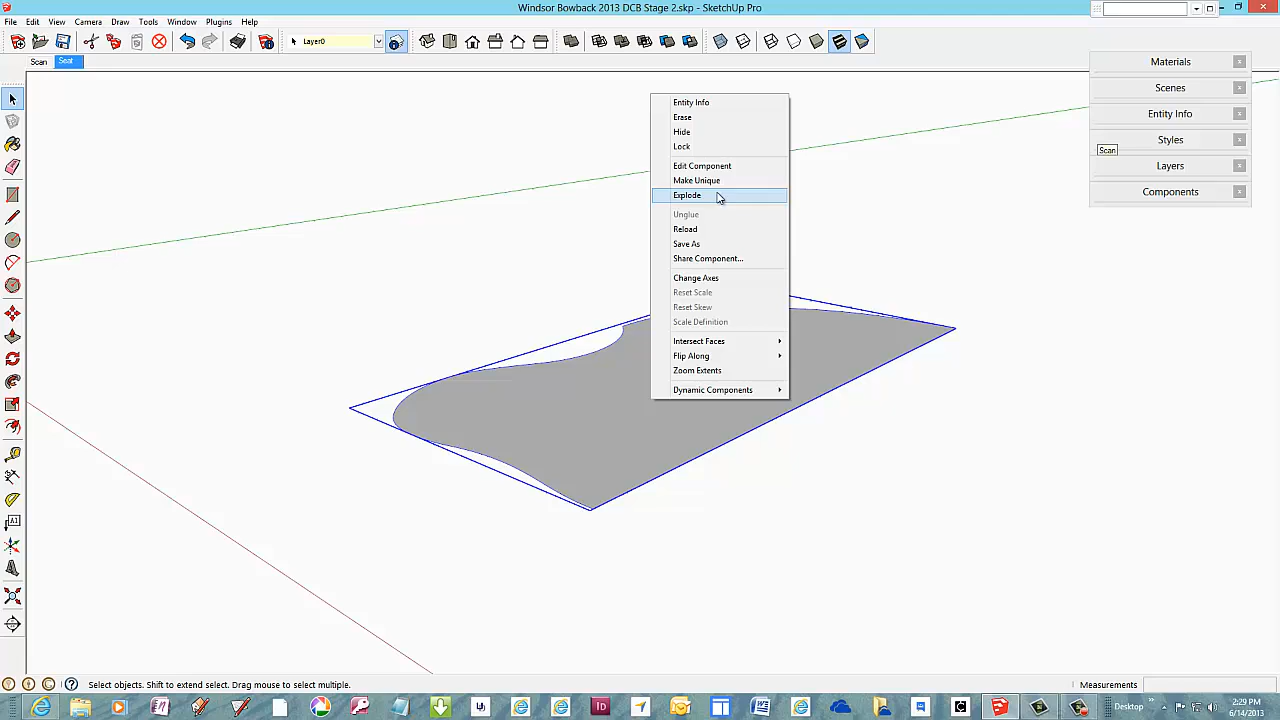 Windsor Bowback 2013 DCB Stage 2.skp - SketchUp Pro
File Edit View Camera Draw Tools Window Plugins Help
Layer0
Scan Seat
Materials
Scenes
Entity Info
Styles
Scan
Layers
Components
Entity Info
Erase
Hide
Lock
Edit Component
Make Unique
Explode
Unglue
Reload
Save As
Share Component...
Change Axes
Reset Scale
Reset Skew
Scale Definition
Intersect Faces
Flip Along
Zoom Extents
Dynamic Components
Select objects. Shift to extend select. Drag mouse to select multiple.
Measurements
Desktop
2:29 PM
6/14/2013